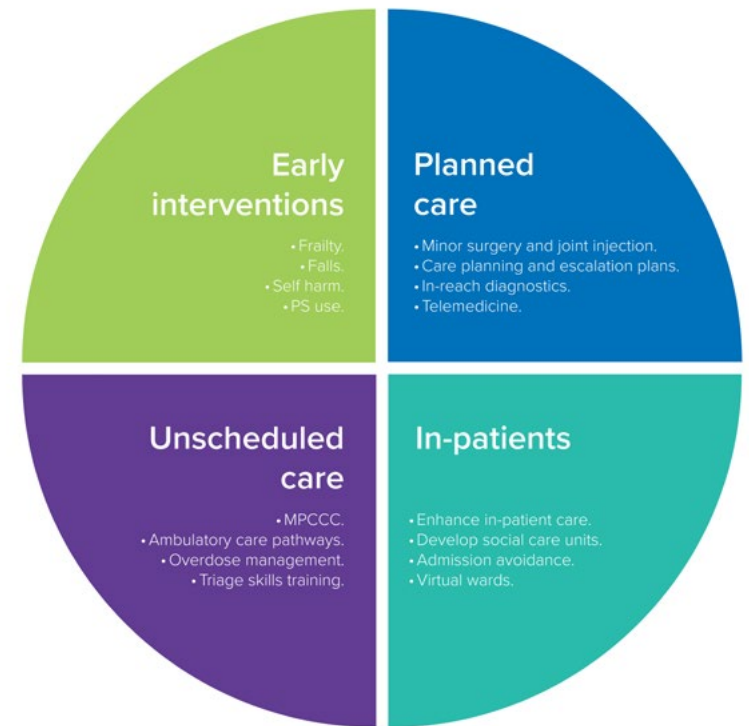 Early
interventions
• Frailty.
• Falls.
• Self harm.
• PS use.
Planned
care
• Minor surgery and joint injection.
• Care planning and escalation plans.
• In-reach diagnostics.
• Telemedicine.
Unscheduled
care
• MPCCC.
• Ambulatory care pathways.
• Overdose management.
• Triage skills training.
In-patients
• Enhance in-patient care.
• Develop social care units.
• Admission avoidance.
• Virtual wards.